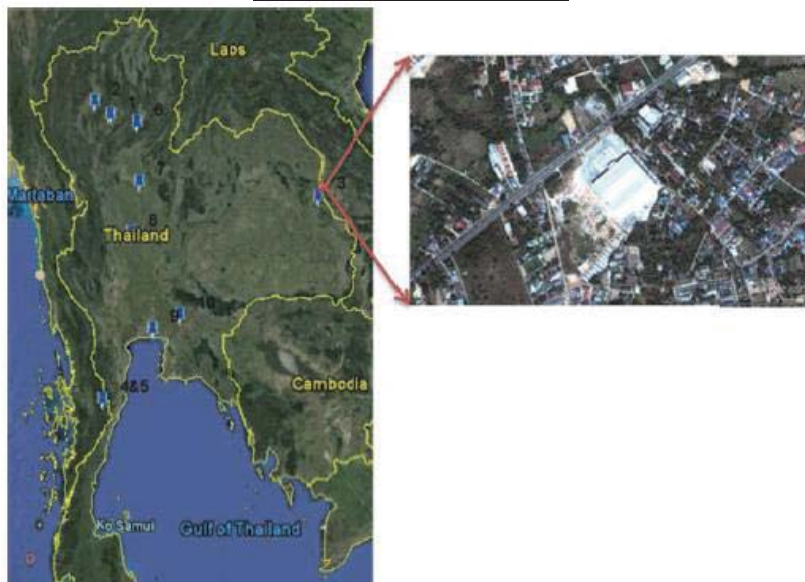 Laos
2
1
6
7
3
Martaban
8
Thailand
10
9
4&5
Cambodia
Ko Samui
Gulf of Thailand